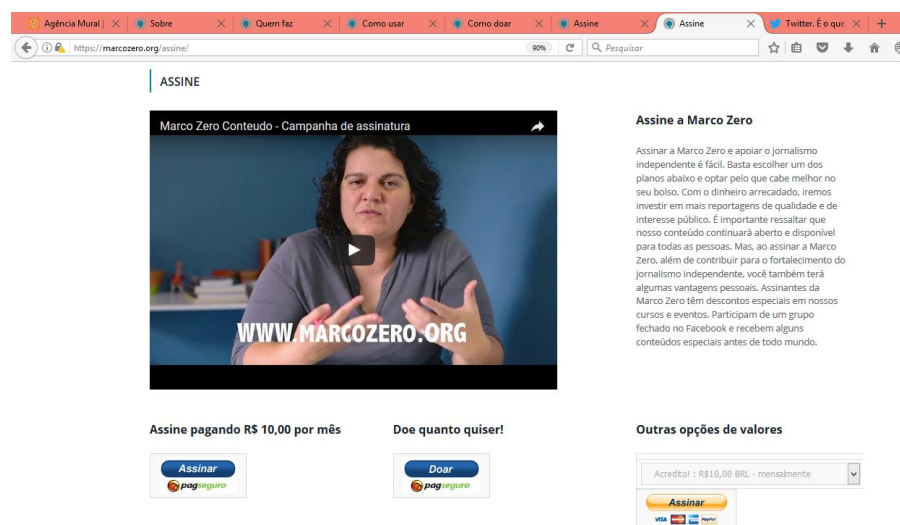 Agência Mural |
Sobre
Quem faz
Como usar
Como doar
Assine
Assine
Twitter. É o que
https://marcozero.org/assine/
90%
Pesquisar
ASSINE
Marco Zero Conteudo - Campanha de assinatura
WWW.MARCOZERO.ORG
Assine a Marco Zero
Assinar a Marco Zero e apoiar o jornalismo
independente é fácil. Basta escolher um dos
planos abaixo e optar pelo que cabe melhor no
seu bolso. Com o dinheiro arrecadado, iremos
investir em mais reportagens de qualidade e de
interesse público. É importante ressaltar que
nosso conteúdo continuará aberto e disponível
para todas as pessoas. Mas, ao assinar a Marco
Zero, além de contribuir para o fortalecimento do
jornalismo independente, você também terá
algumas vantagens pessoais. Assinantes da
Marco Zero têm descontos especiais em nossos
cursos e eventos. Participam de um grupo
fechado no Facebook e recebem alguns
conteúdos especiais antes de todo mundo.
Assine pagando R$ 10,00 por mês
Assinar
pagseguro
Doe quanto quiser!
Doar
pagseguro
Outras opções de valores
Acredito! : R$10,00 BRL - mensalmente
Assinar
VISA
PayPal